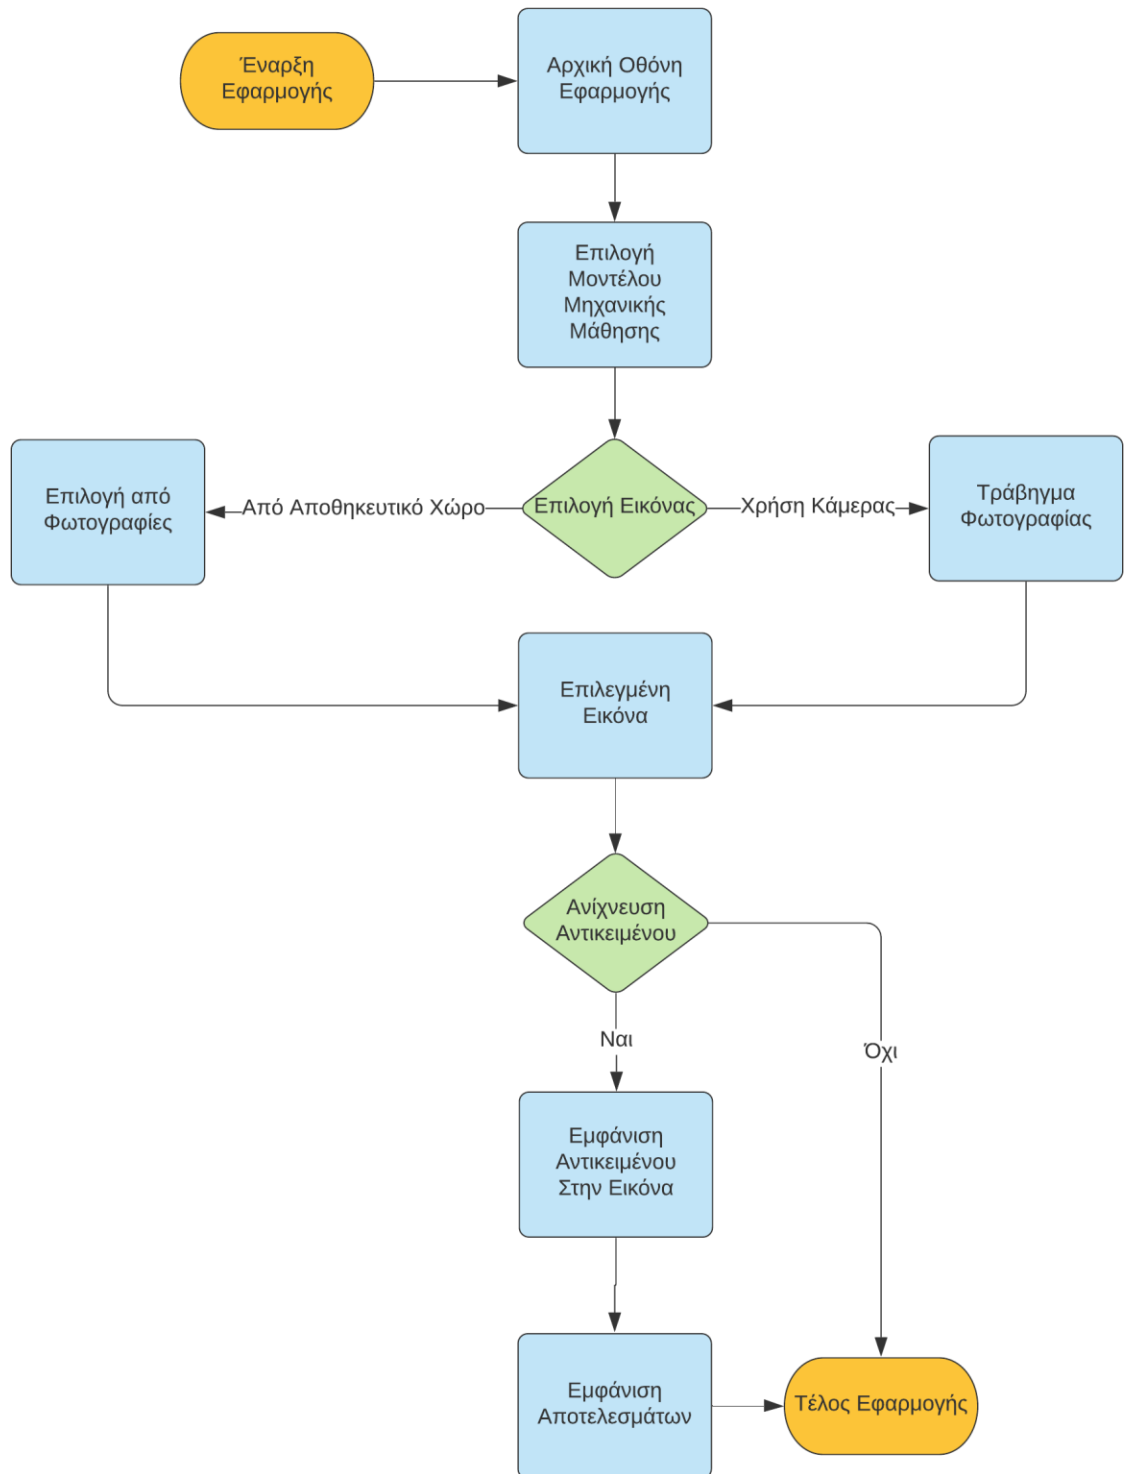 Έναρξη
Εφαρμογής
Αρχική Οθόνη
Εφαρμογής
Επιλογή
Μοντέλου
Μηχανικής
Μάθησης
Επιλογή από
Φωτογραφίες
Από Αποθηκευτικό Χώρο
Επιλογή Εικόνας
Χρήση Κάμερας
Τράβηγμα
Φωτογραφίας
Επιλεγμένη
Εικόνα
Ανίχνευση
Αντικειμένου
Ναι
Όχι
Εμφάνιση
Αντικειμένου
Στην Εικόνα
Εμφάνιση
Αποτελεσμάτων
Τέλος Εφαρμογής